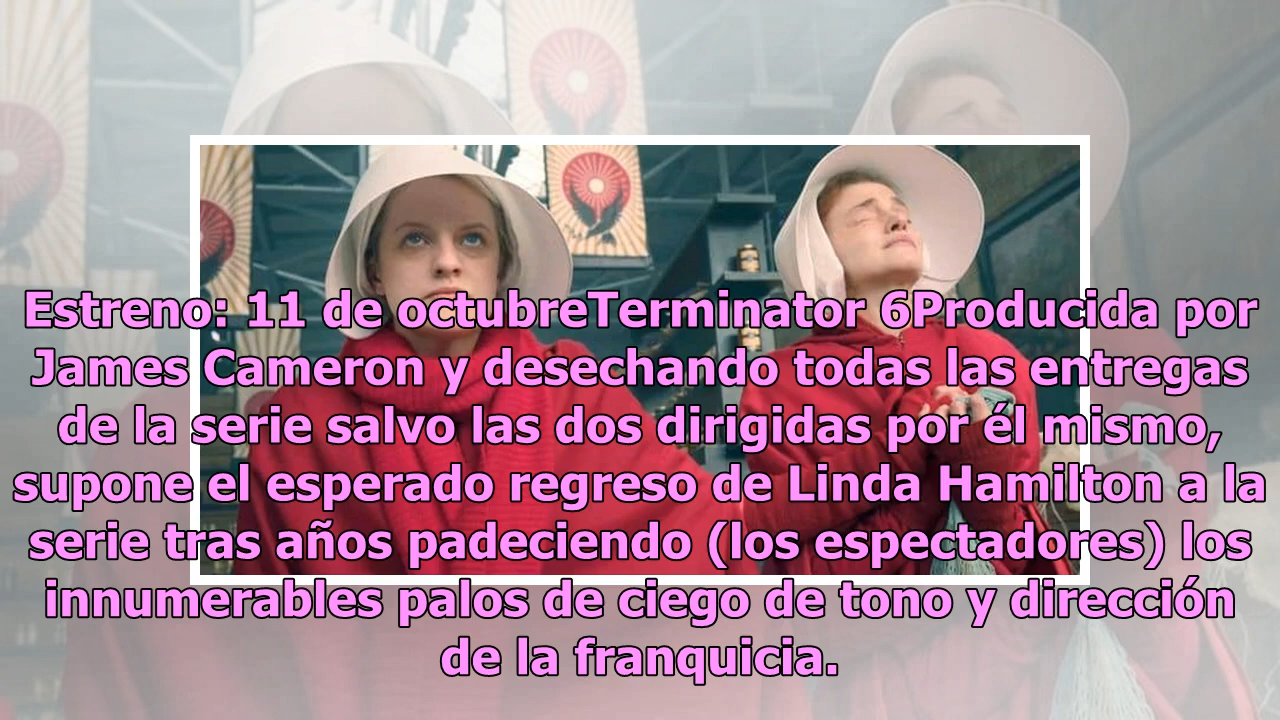 Estreno: 11 de octubreTerminator 6Producida por
James Cameron y desechando todas las entregas
de la serie salvo las dos dirigidas por él mismo,
supone el esperado regreso de Linda Hamilton a la
serie tras años padeciendo (los espectadores) los
innumerables palos de ciego de tono y dirección
de la franquicia.